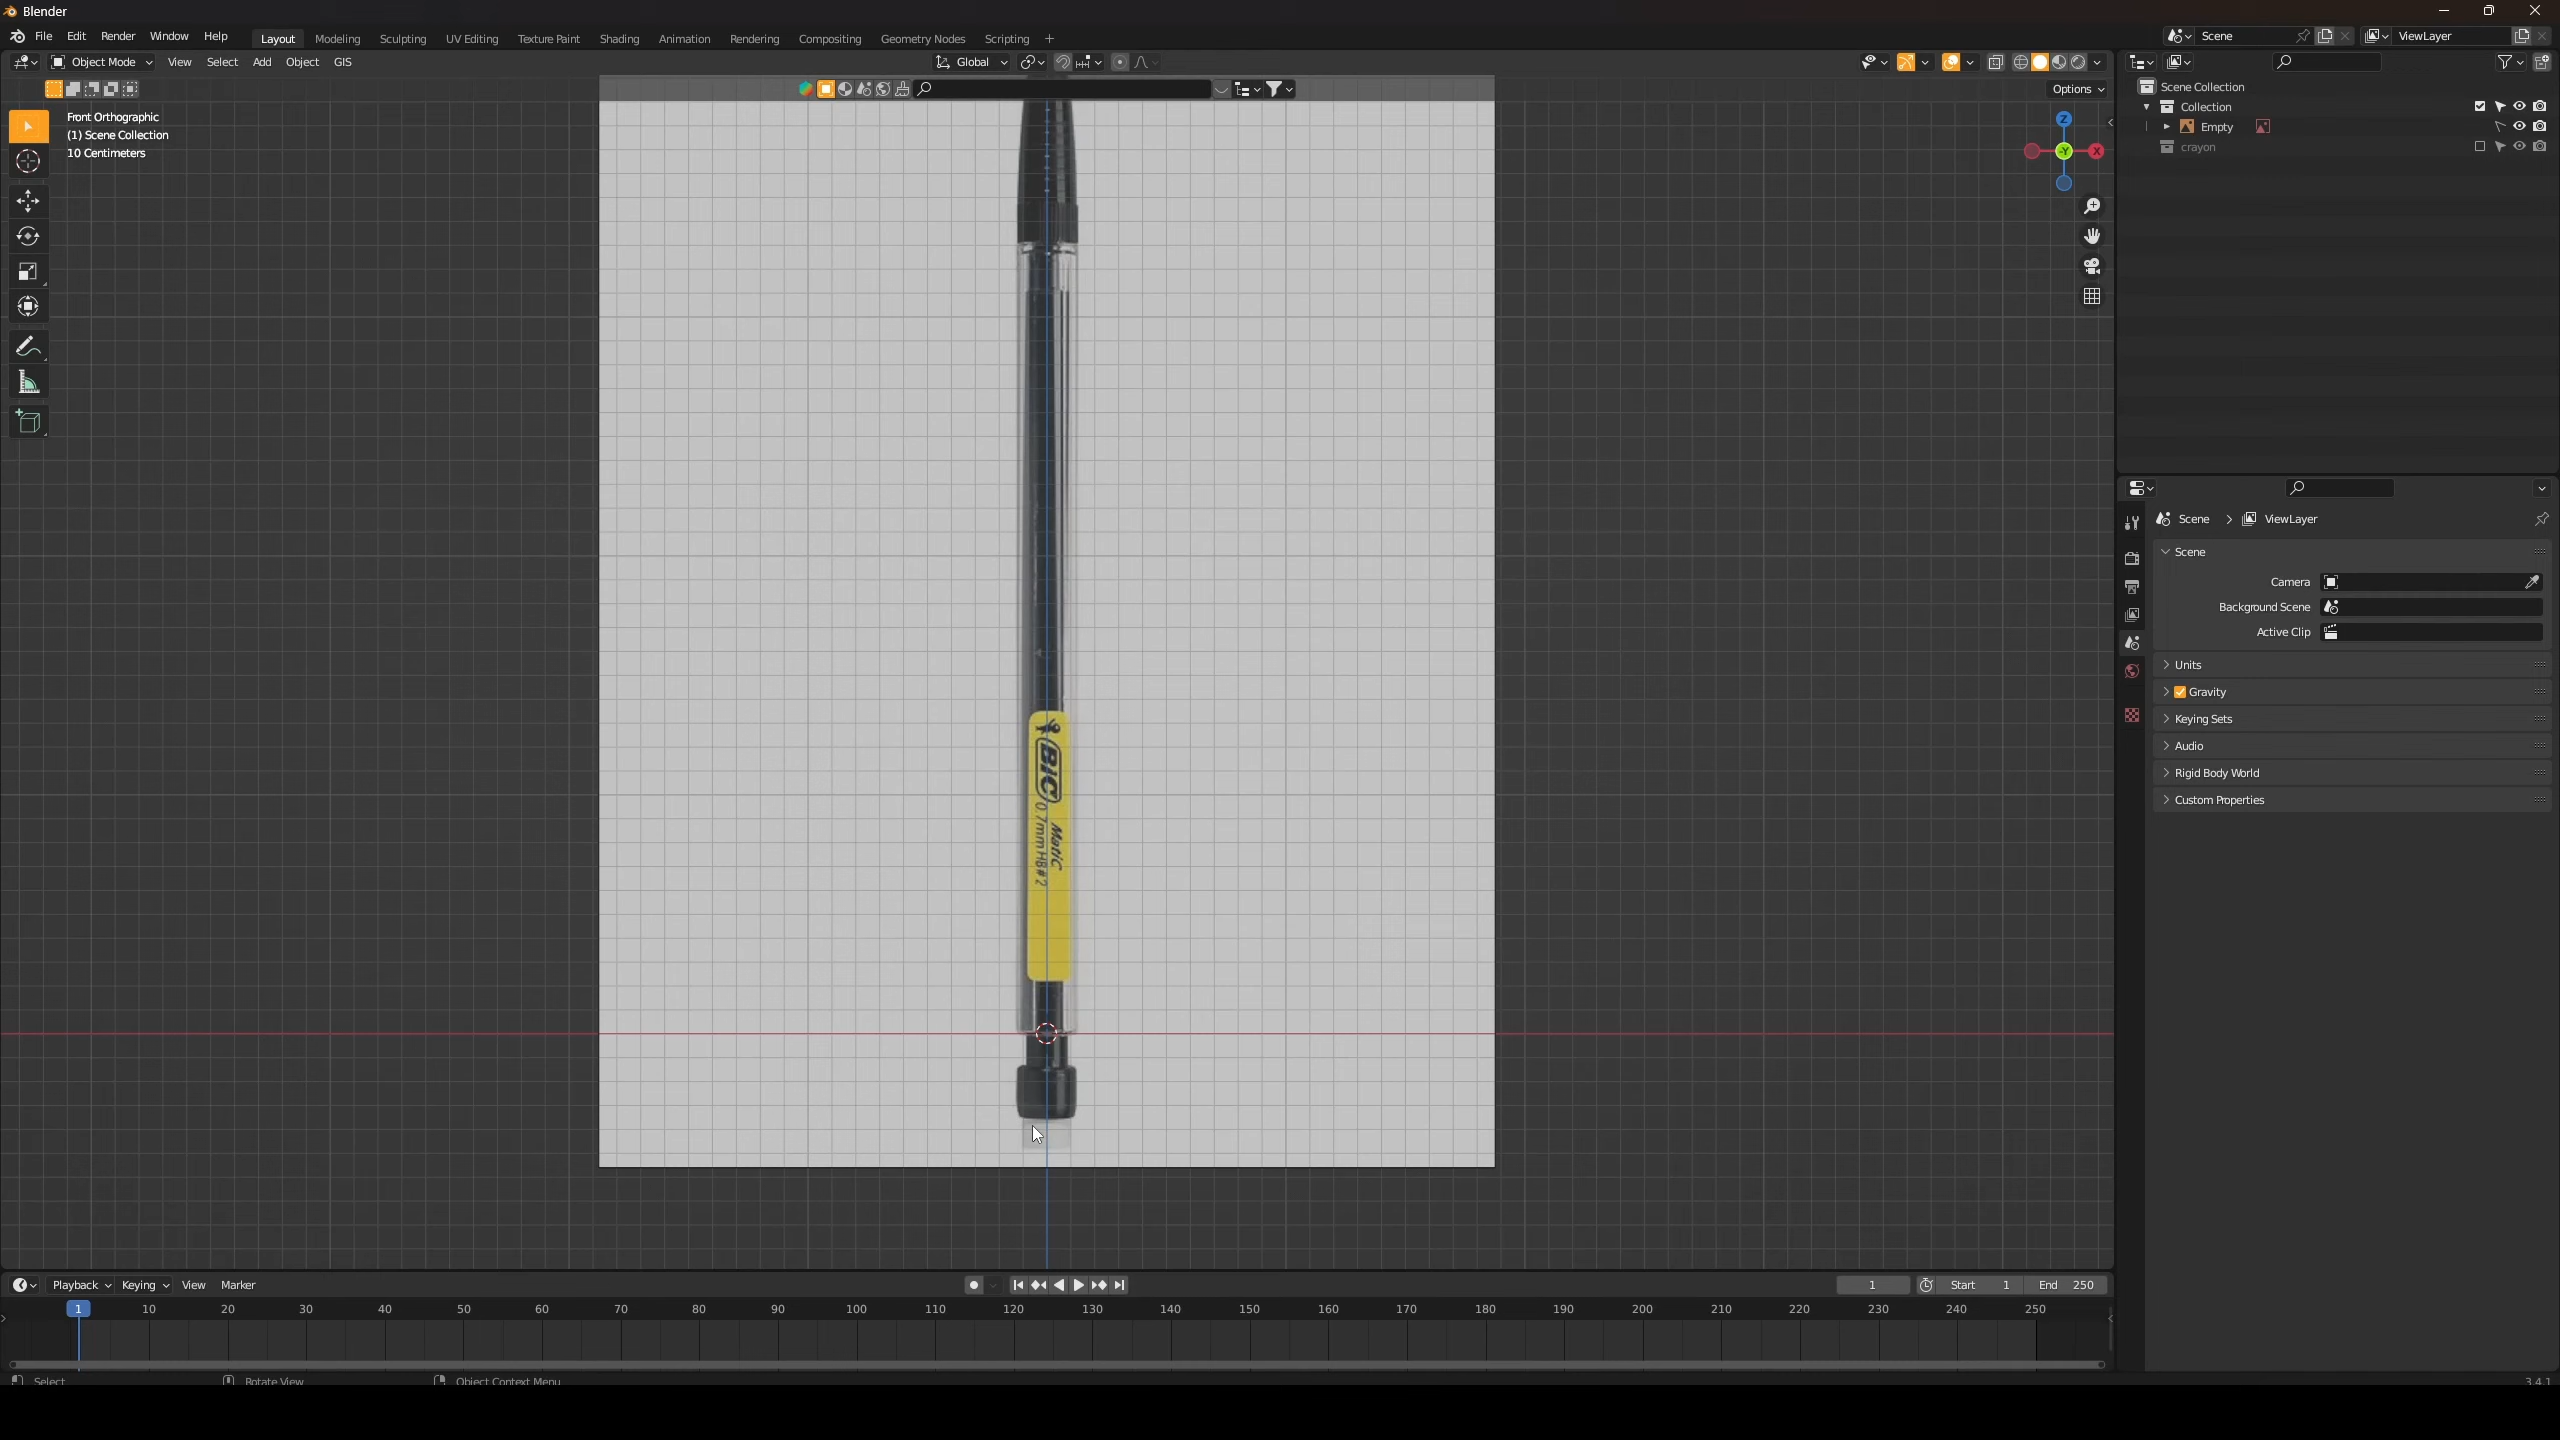 Blender
File Edit Render Window Help Layout Modeling Sculpting UV Editing Texture Paint Shading Animation Rendering Compositing Geometry Nodes Scripting + Scene ViewLayer
Object Mode View Select Add Object GIS Global
Options
Front Orthographic
(1) Scene Collection
10 Centimeters
Z
-Y X
Scene Collection
Collection
Empty
crayon
Scene > ViewLayer
Scene
Camera
Background Scene
Active Clip
Units
Gravity
Keying Sets
Audio
Rigid Body World
Custom Properties
BIC
Matic
0.7mm HB#2
Playback Keying View Marker 1 Start 1 End 250
1 10 20 30 40 50 60 70 80 90 100 110 120 130 140 150 160 170 180 190 200 210 220 230 240 250
Select Rotate View Object Context Menu 3.4.1